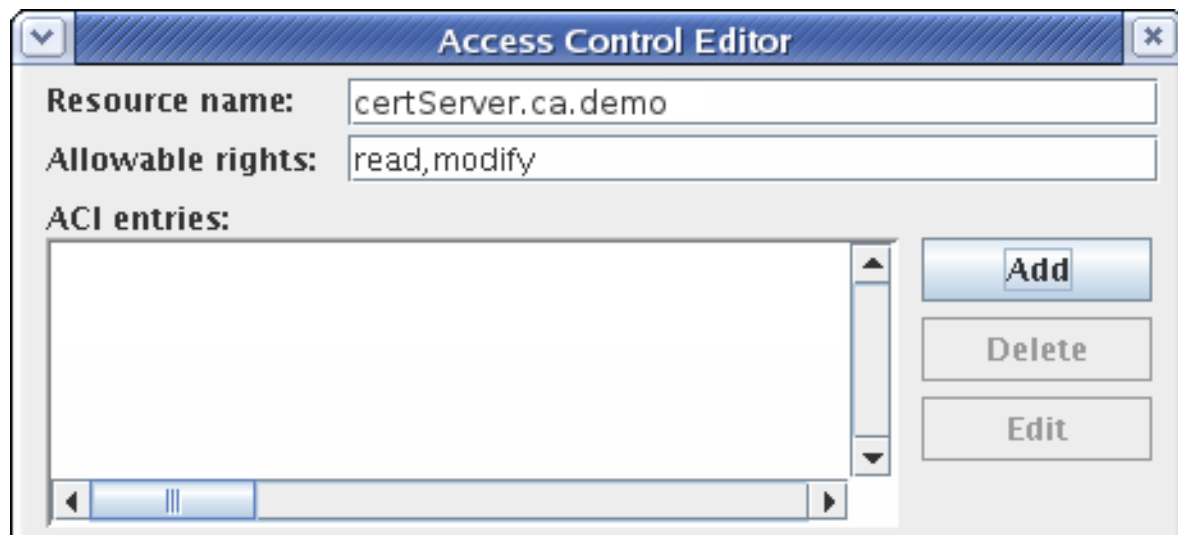 Access Control Editor
Resource name: certServer.ca.demo
Allowable rights: read,modify
ACI entries:
Add
Delete
Edit